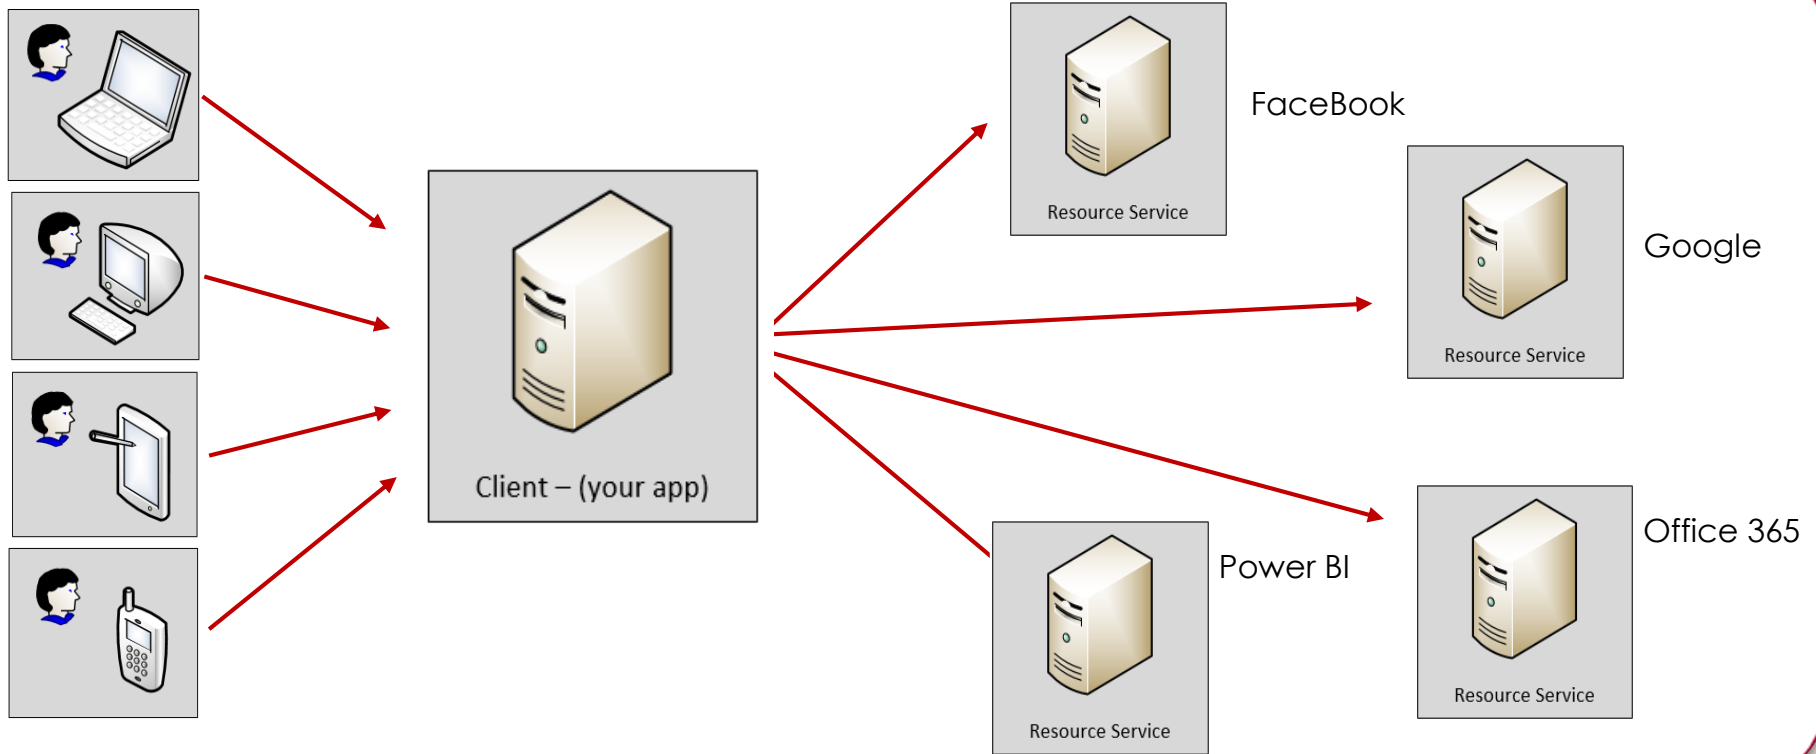 Client – (your app)
Resource Service
FaceBook
Resource Service
Google
Resource Service
Power BI
Resource Service
Office 365